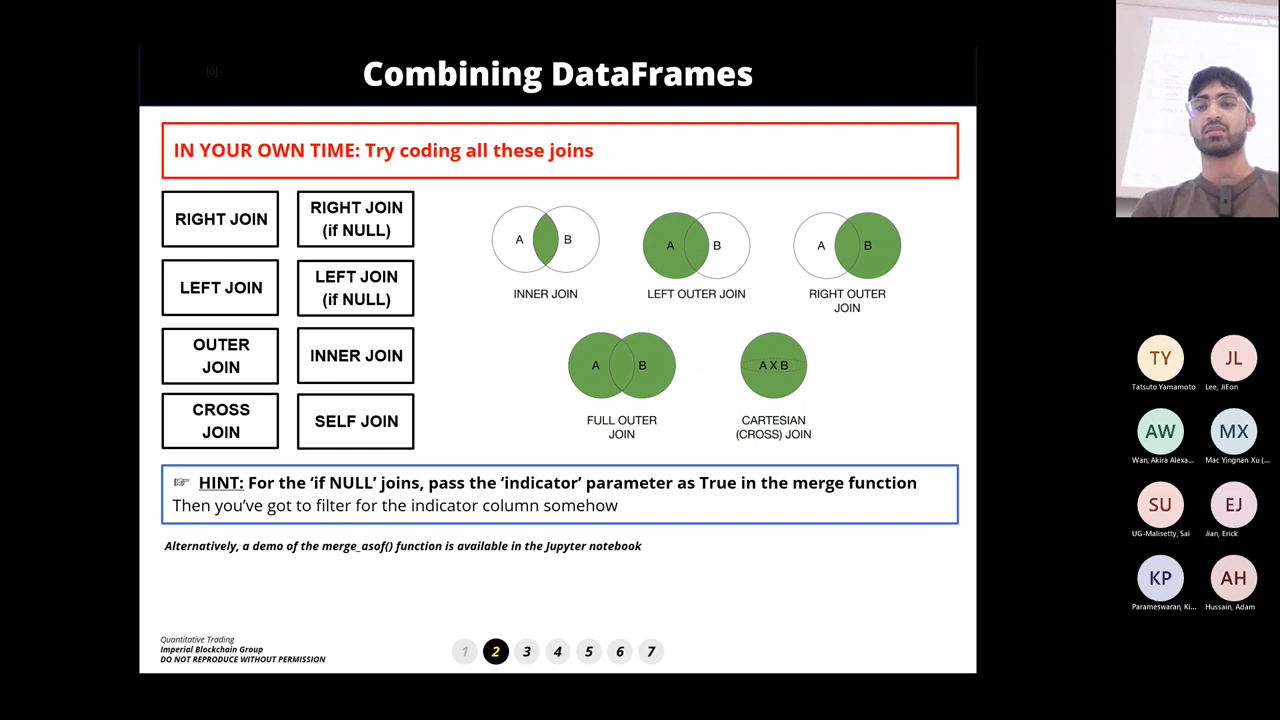 [0]
Combining DataFrames
IN YOUR OWN TIME: Try coding all these joins
RIGHT JOIN
RIGHT JOIN
(if NULL)
LEFT JOIN
LEFT JOIN
(if NULL)
OUTER
JOIN
INNER JOIN
CROSS
JOIN
SELF JOIN
A B
INNER JOIN
A B
LEFT OUTER JOIN
A B
RIGHT OUTER
JOIN
A B
FULL OUTER
JOIN
A X B
CARTESIAN
(CROSS) JOIN
☞ HINT: For the ‘if NULL’ joins, pass the ‘indicator’ parameter as True in the merge function
Then you’ve got to filter for the indicator column somehow
Alternatively, a demo of the merge_asof() function is available in the Jupyter notebook
Quantitative Trading
Imperial Blockchain Group
DO NOT REPRODUCE WITHOUT PERMISSION
1 2 3 4 5 6 7
TY JL
Tatsuto Yamamoto Lee, JiEon
AW MX
Wan, Akira Alexa... Mac Yingnan Xu (...
SU EJ
UG-Malisetty, Sai Jian, Erick
KP AH
Parameswaran, Ki... Hussain, Adam